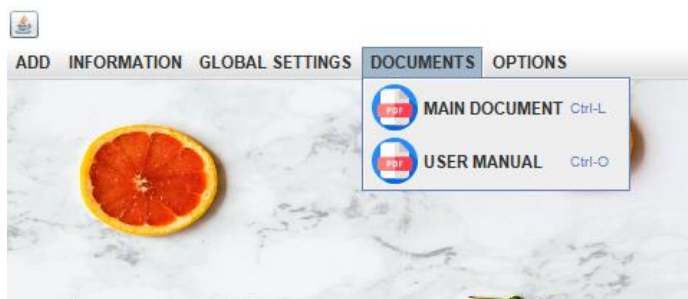 ADD INFORMATION GLOBAL SETTINGS DOCUMENTS OPTIONS
PDF MAIN DOCUMENT Ctrl-L
PDF USER MANUAL Ctrl-O